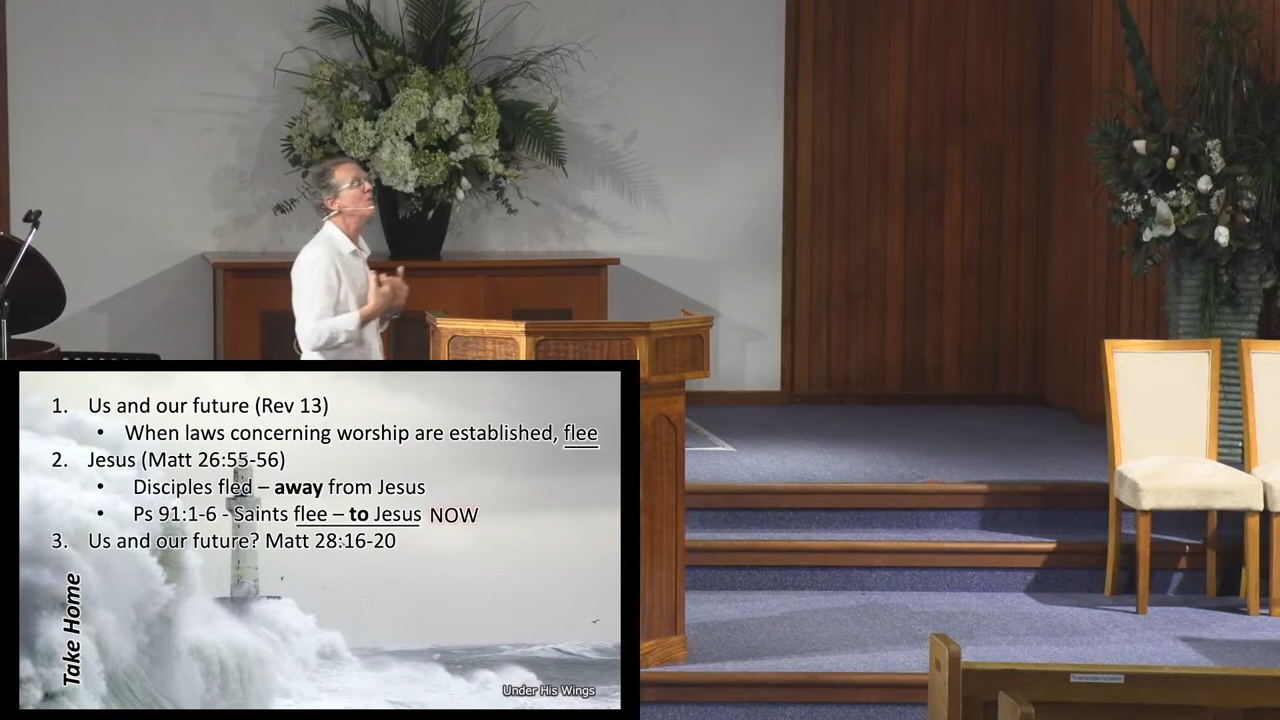 1. Us and our future (Rev 13)
• When laws concerning worship are established, flee
2. Jesus (Matt 26:55-56)
• Disciples fled – away from Jesus
• Ps 91:1-6 - Saints flee – to Jesus NOW
3. Us and our future? Matt 28:16-20
Take Home
Under His Wings